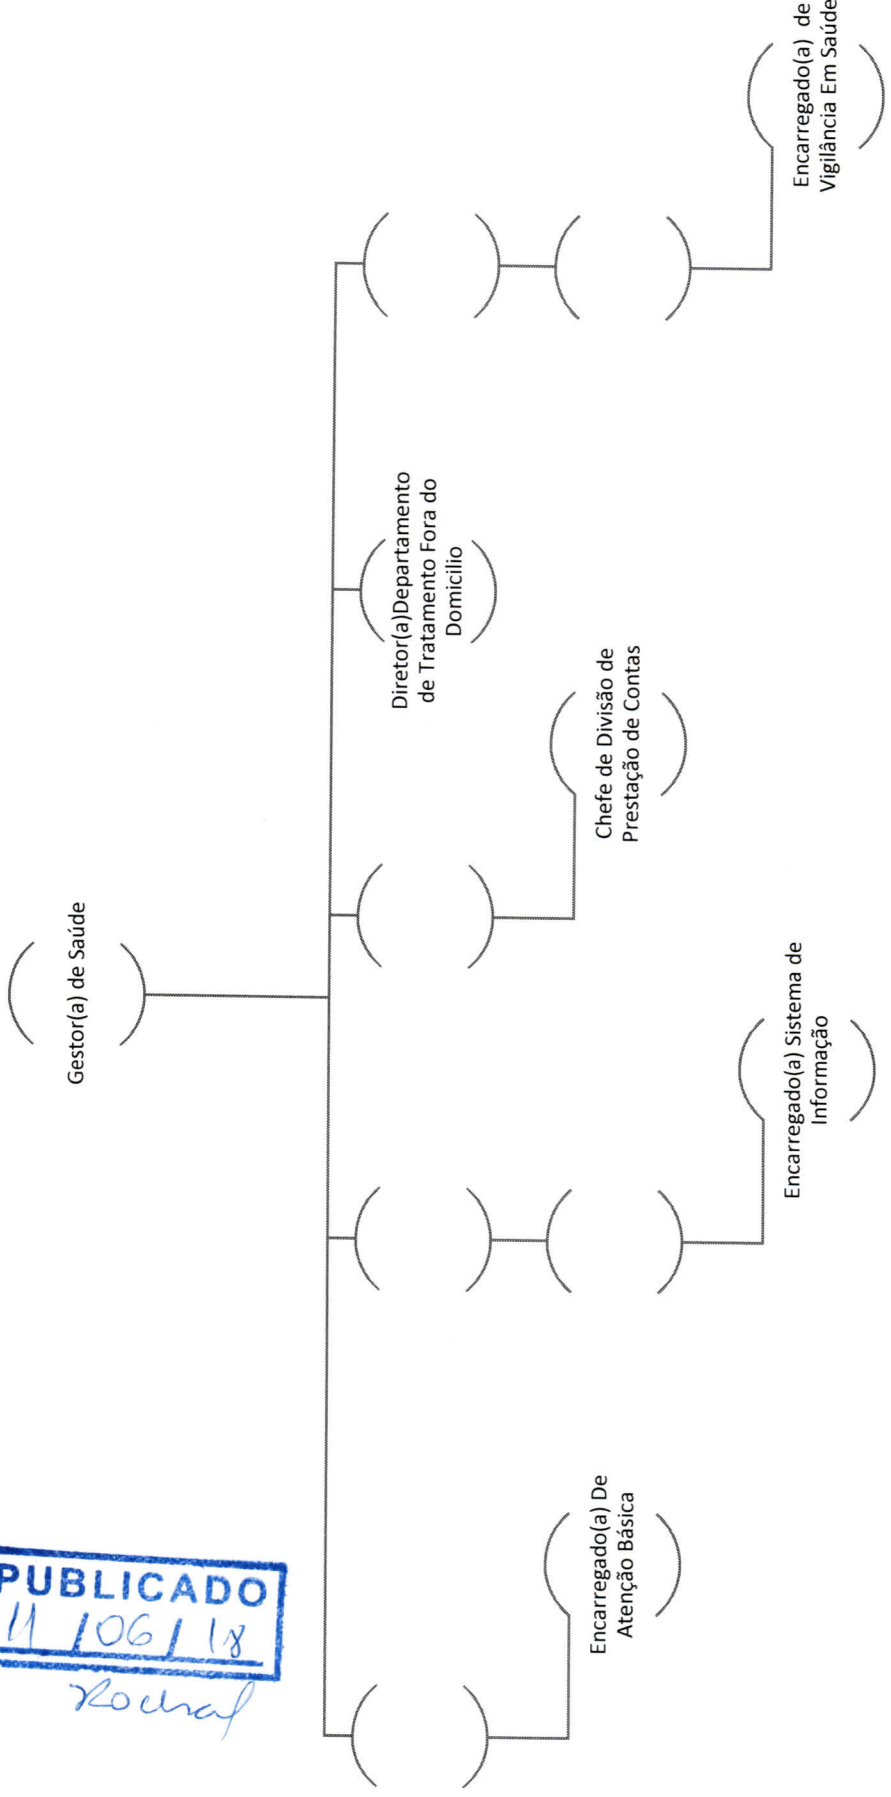 Gestor(a) de Saúde
Diretor(a)Departamento
de Tratamento Fora do
Domicilio
Chefe de Divisão de
Prestação de Contas
Encarregado(a) De
Atenção Básica
Encarregado(a) Sistema de
Informação
Encarregado(a) de
Vigilância Em Saúde
PUBLICADO
11/06/18